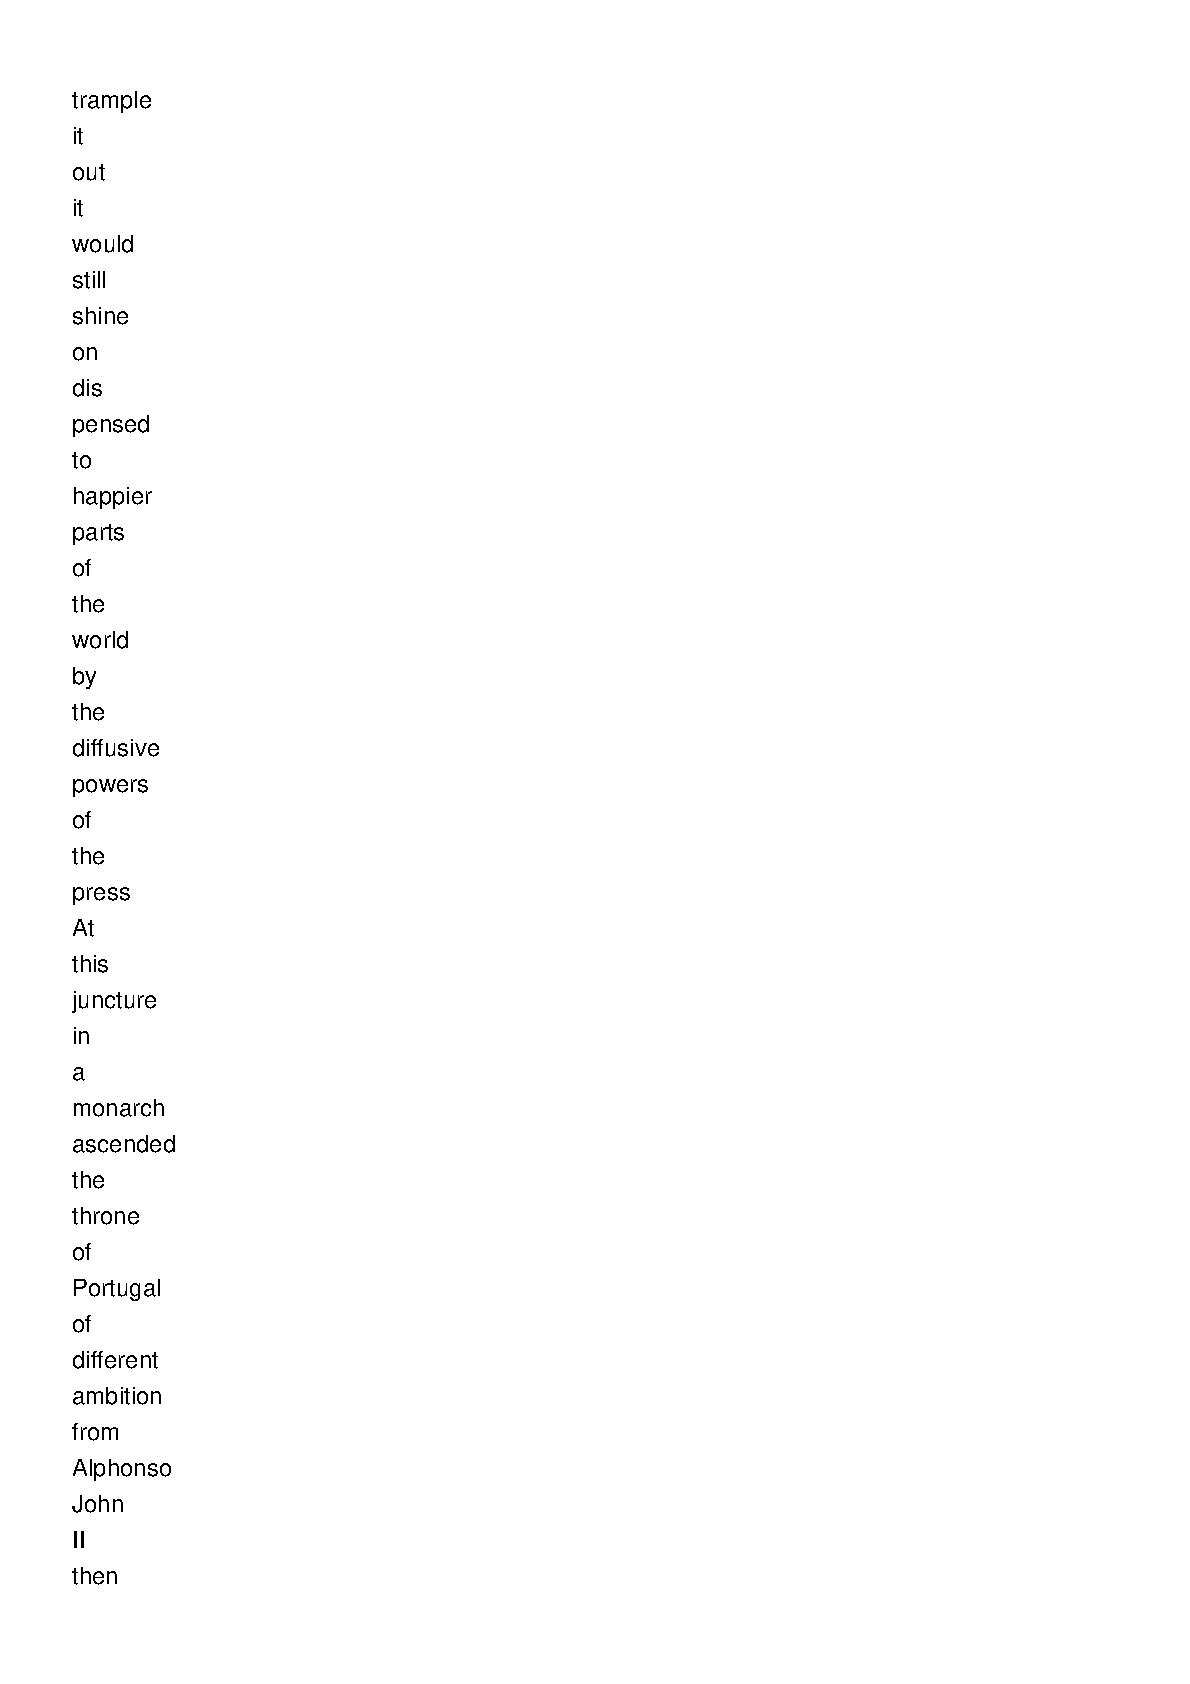 trample
it
out
it
would
still
shine
on
dis
pensed
to
happier
parts
of
the
world
by
the
diffusive
powers
of
the
press
At
this
juncture
in
a
monarch
ascended
the
throne
of
Portugal
of
different
ambition
from
Alphonso
John
II
then